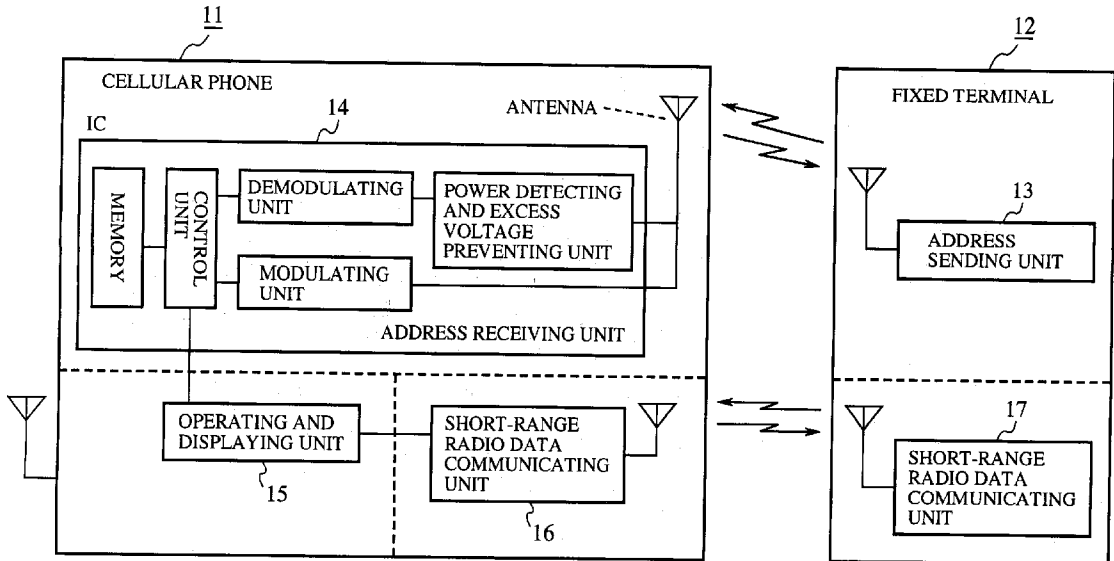 11
12
CELLULAR PHONE
FIXED TERMINAL
ANTENNA
IC
14
MEMORY
CONTROL
UNIT
DEMODULATING
UNIT
POWER DETECTING
AND EXCESS
VOLTAGE
PREVENTING UNIT
MODULATING
UNIT
ADDRESS RECEIVING UNIT
13
ADDRESS
SENDING UNIT
OPERATING AND
DISPLAYING UNIT
15
SHORT-RANGE
RADIO DATA
COMMUNICATING
UNIT
16
17
SHORT-RANGE
RADIO DATA
COMMUNICATING
UNIT